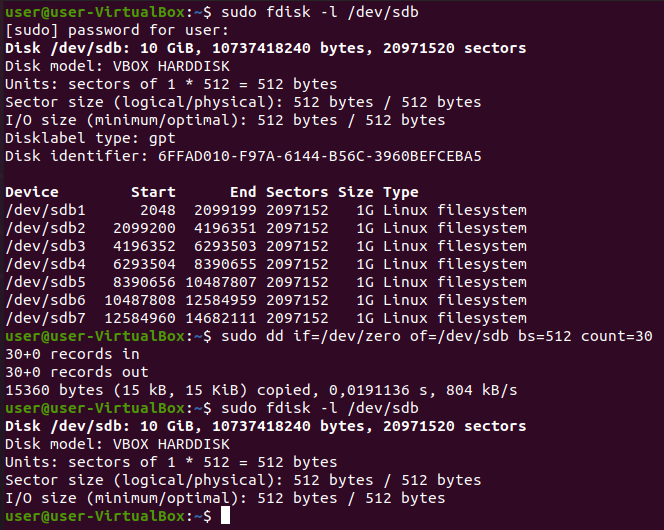 user@user-VirtualBox:~$ sudo fdisk -l /dev/sdb
[sudo] password for user:
Disk /dev/sdb: 10 GiB, 10737418240 bytes, 20971520 sectors
Disk model: VBOX HARDDISK
Units: sectors of 1 * 512 = 512 bytes
Sector size (logical/physical): 512 bytes / 512 bytes
I/O size (minimum/optimal): 512 bytes / 512 bytes
Disklabel type: gpt
Disk identifier: 6FFAD010-F97A-6144-B56C-3960BEFCEBA5
Device Start End Sectors Size Type
/dev/sdb1 2048 2099199 2097152 1G Linux filesystem
/dev/sdb2 2099200 4196351 2097152 1G Linux filesystem
/dev/sdb3 4196352 6293503 2097152 1G Linux filesystem
/dev/sdb4 6293504 8390655 2097152 1G Linux filesystem
/dev/sdb5 8390656 10487807 2097152 1G Linux filesystem
/dev/sdb6 10487808 12584959 2097152 1G Linux filesystem
/dev/sdb7 12584960 14682111 2097152 1G Linux filesystem
user@user-VirtualBox:~$ sudo dd if=/dev/zero of=/dev/sdb bs=512 count=30
30+0 records in
30+0 records out
15360 bytes (15 kB, 15 KiB) copied, 0,0191136 s, 804 kB/s
user@user-VirtualBox:~$ sudo fdisk -l /dev/sdb
Disk /dev/sdb: 10 GiB, 10737418240 bytes, 20971520 sectors
Disk model: VBOX HARDDISK
Units: sectors of 1 * 512 = 512 bytes
Sector size (logical/physical): 512 bytes / 512 bytes
I/O size (minimum/optimal): 512 bytes / 512 bytes
user@user-VirtualBox:~$